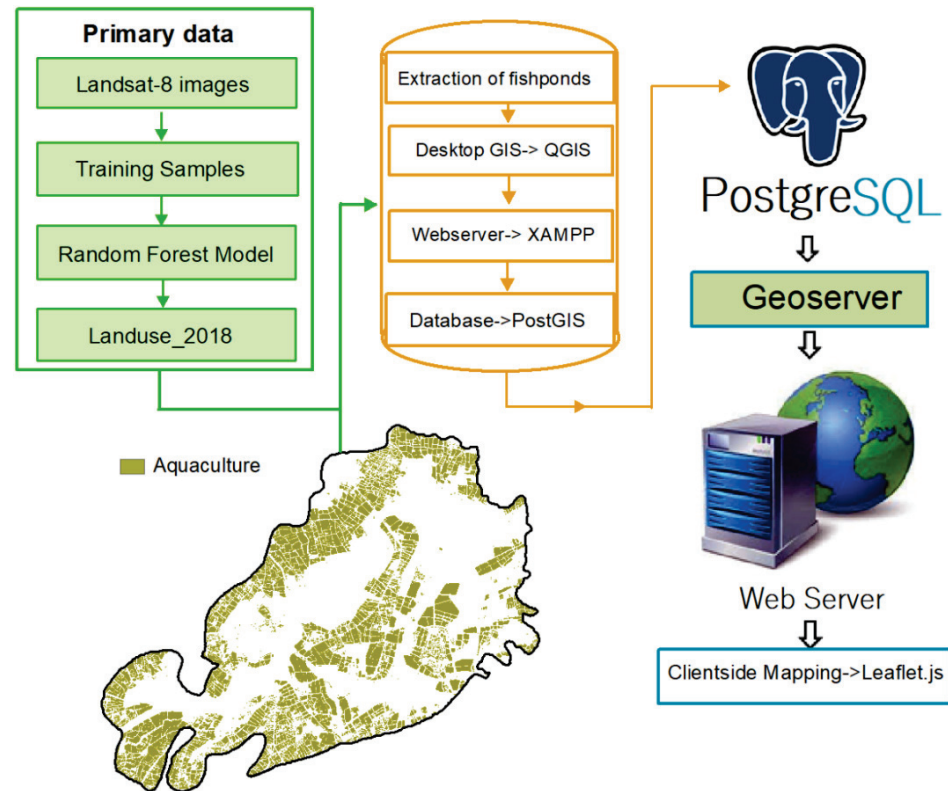 Primary data
Landsat-8 images
Training Samples
Random Forest Model
Landuse_2018
Extraction of fishponds
Desktop GIS-> QGIS
Webserver-> XAMPP
Database->PostGIS
PostgreSQL
Geoserver
Web Server
Clientside Mapping->Leaflet.js
Aquaculture